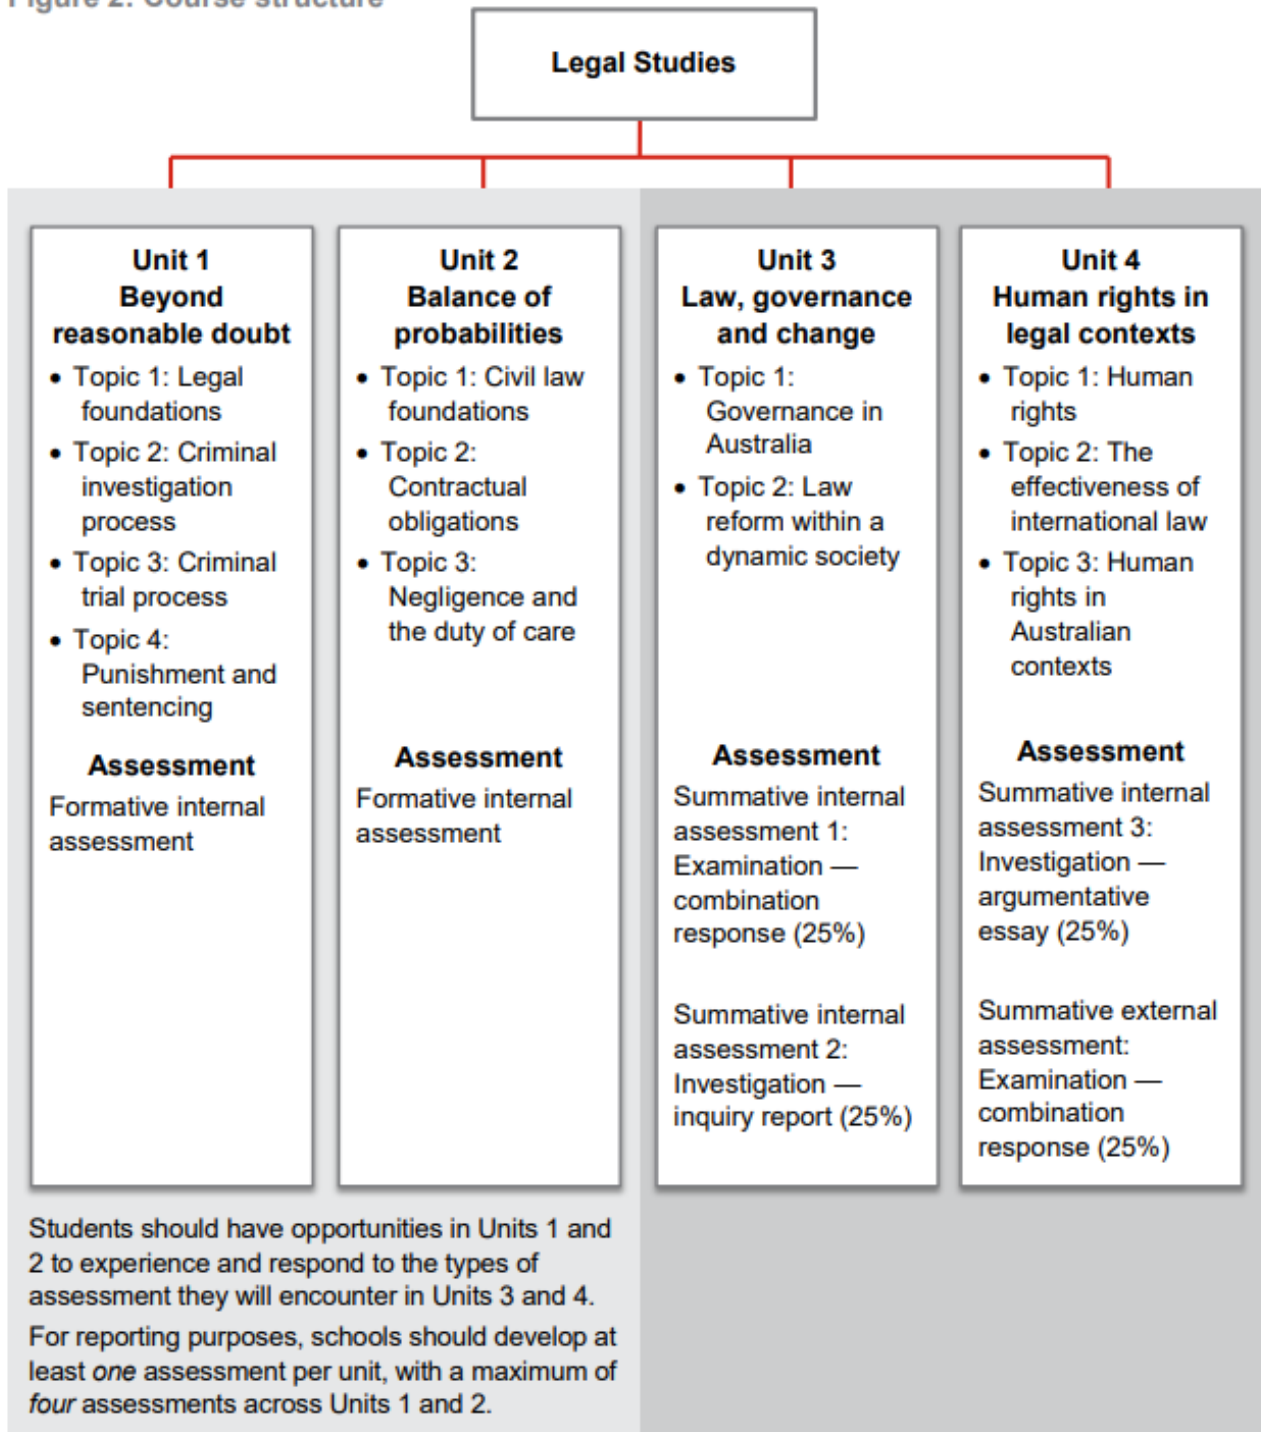 Figure 2: Course structure
Legal Studies
Unit 1
Beyond
reasonable doubt
• Topic 1: Legal
foundations
• Topic 2: Criminal
investigation
process
• Topic 3: Criminal
trial process
• Topic 4:
Punishment and
sentencing
Assessment
Formative internal
assessment
Unit 2
Balance of
probabilities
• Topic 1: Civil law
foundations
• Topic 2:
Contractual
obligations
• Topic 3:
Negligence and
the duty of care
Assessment
Formative internal
assessment
Unit 3
Law, governance
and change
• Topic 1:
Governance in
Australia
• Topic 2: Law
reform within a
dynamic society
Assessment
Summative internal
assessment 1:
Examination —
combination
response (25%)
Summative internal
assessment 2:
Investigation —
inquiry report (25%)
Unit 4
Human rights in
legal contexts
• Topic 1: Human
rights
• Topic 2: The
effectiveness of
international law
• Topic 3: Human
rights in
Australian
contexts
Assessment
Summative internal
assessment 3:
Investigation —
argumentative
essay (25%)
Summative external
assessment:
Examination —
combination
response (25%)
Students should have opportunities in Units 1 and
2 to experience and respond to the types of
assessment they will encounter in Units 3 and 4.
For reporting purposes, schools should develop at
least one assessment per unit, with a maximum of
four assessments across Units 1 and 2.